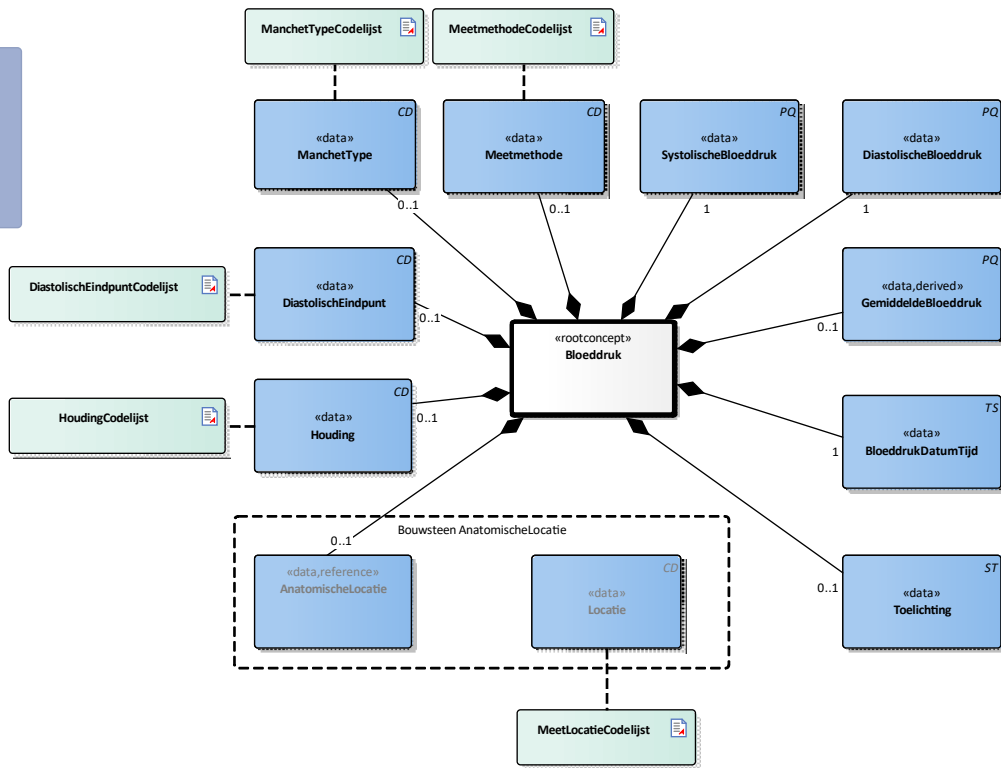 ManchetTypeCodelijst
MeetmethodeCodelijst
CD
«data»
ManchetType
0..1
CD
«data»
Meetmethode
0..1
PQ
«data»
SystolischeBloeddruk
1
PQ
«data»
DiastolischeBloeddruk
1
DiastolischEindpuntCodelijst
CD
«data»
DiastolischEindpunt
0..1
PQ
«data,derived»
GemiddeldeBloeddruk
0..1
«rootconcept»
Bloeddruk
HoudingCodelijst
CD
«data»
Houding
0..1
TS
«data»
BloeddrukDatumTijd
1
Bouwsteen AnatomischeLocatie
0..1
«data,reference»
AnatomischeLocatie
CD
«data»
Locatie
ST
«data»
Toelichting
0..1
MeetLocatieCodelijst